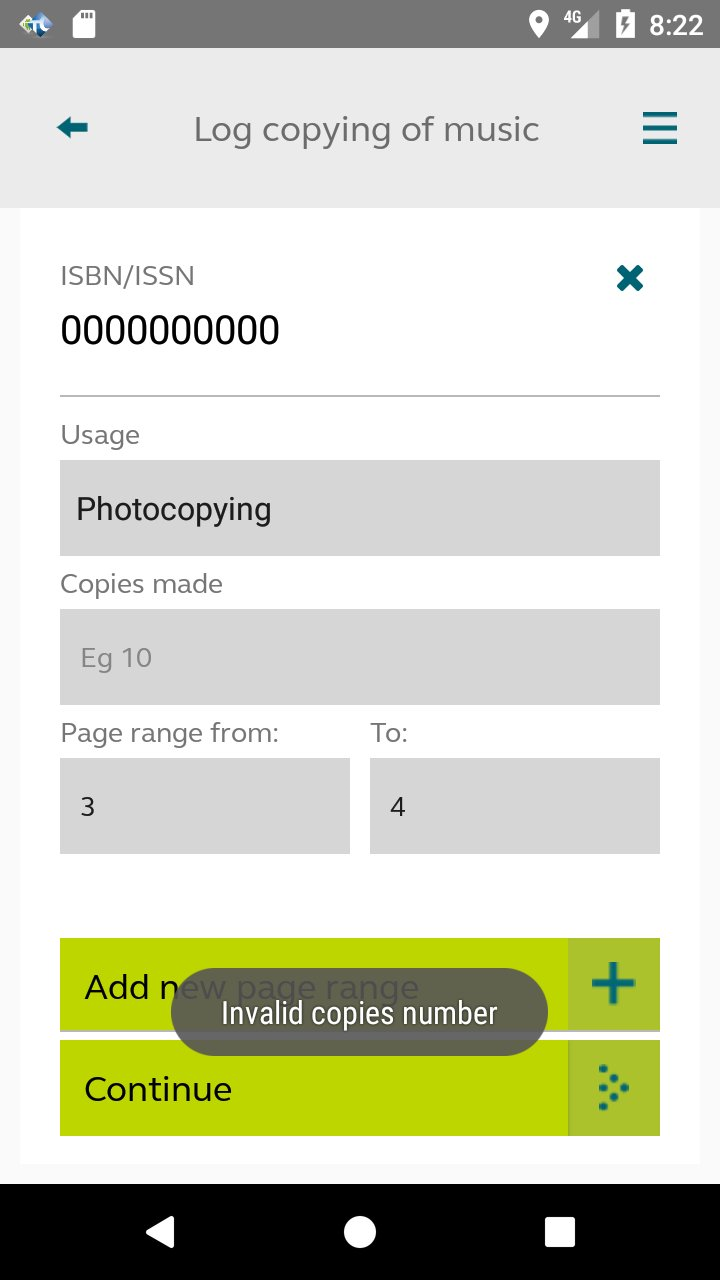 4G 8:22
Log copying of music
ISBN/ISSN
0000000000
Usage
Photocopying
Copies made
Eg 10
Page range from: To:
3 4
Add new page range
Invalid copies number
Continue